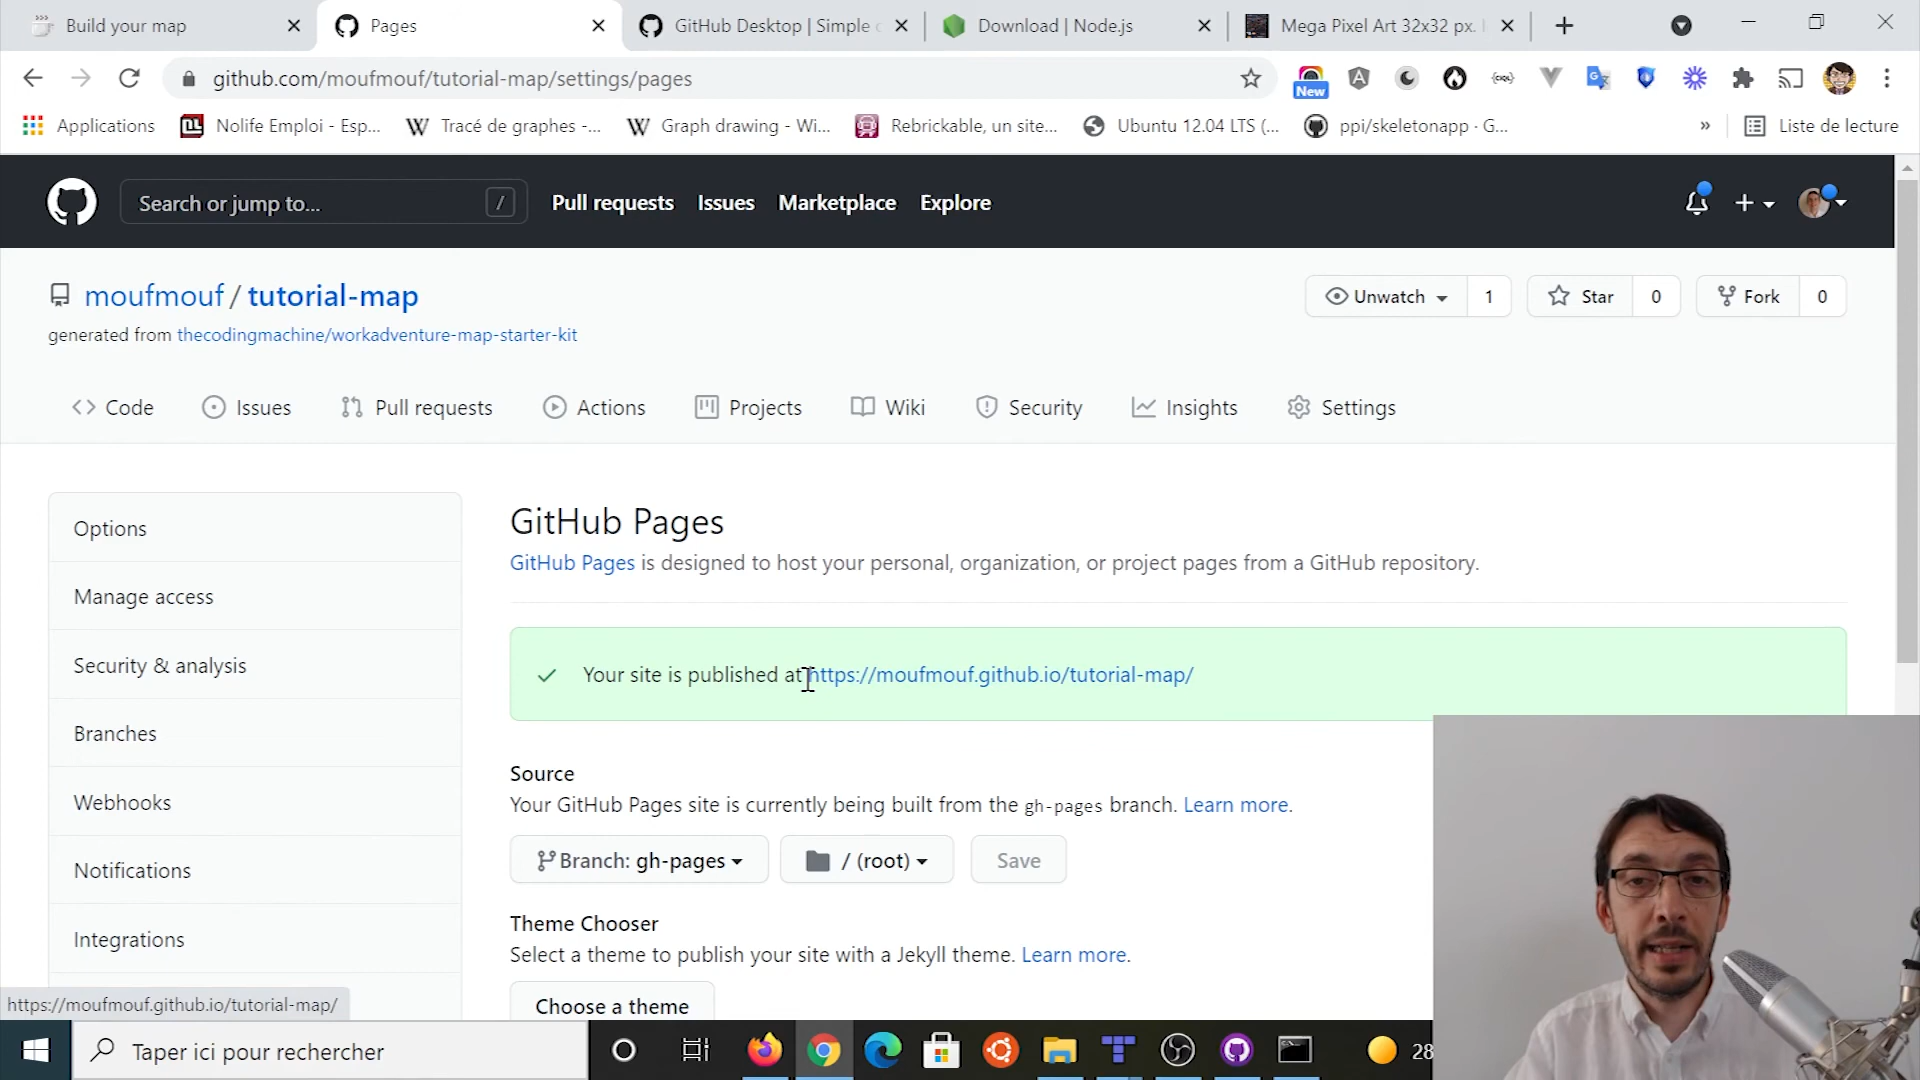 Build your map
Pages
GitHub Desktop | Simple
Download | Node.js
Mega Pixel Art 32x32 px.
github.com/moufmouf/tutorial-map/settings/pages
New
Applications
Nolife Emploi - Esp...
Tracé de graphes -...
Graph drawing - Wi...
Rebrickable, un site...
Ubuntu 12.04 LTS (...
ppi/skeletonapp · G...
»
Liste de lecture
Search or jump to...
/
Pull requests
Issues
Marketplace
Explore
moufmouf / tutorial-map
generated from thecodingmachine/workadventure-map-starter-kit
Unwatch
1
Star
0
Fork
0
Code
Issues
Pull requests
Actions
Projects
Wiki
Security
Insights
Settings
Options
Manage access
Security & analysis
Branches
Webhooks
Notifications
Integrations
GitHub Pages
GitHub Pages is designed to host your personal, organization, or project pages from a GitHub repository.
Your site is published at https://moufmouf.github.io/tutorial-map/
Source
Your GitHub Pages site is currently being built from the gh-pages branch. Learn more.
Branch: gh-pages
/ (root)
Save
Theme Chooser
Select a theme to publish your site with a Jekyll theme. Learn more.
Choose a theme
https://moufmouf.github.io/tutorial-map/
Taper ici pour rechercher
28